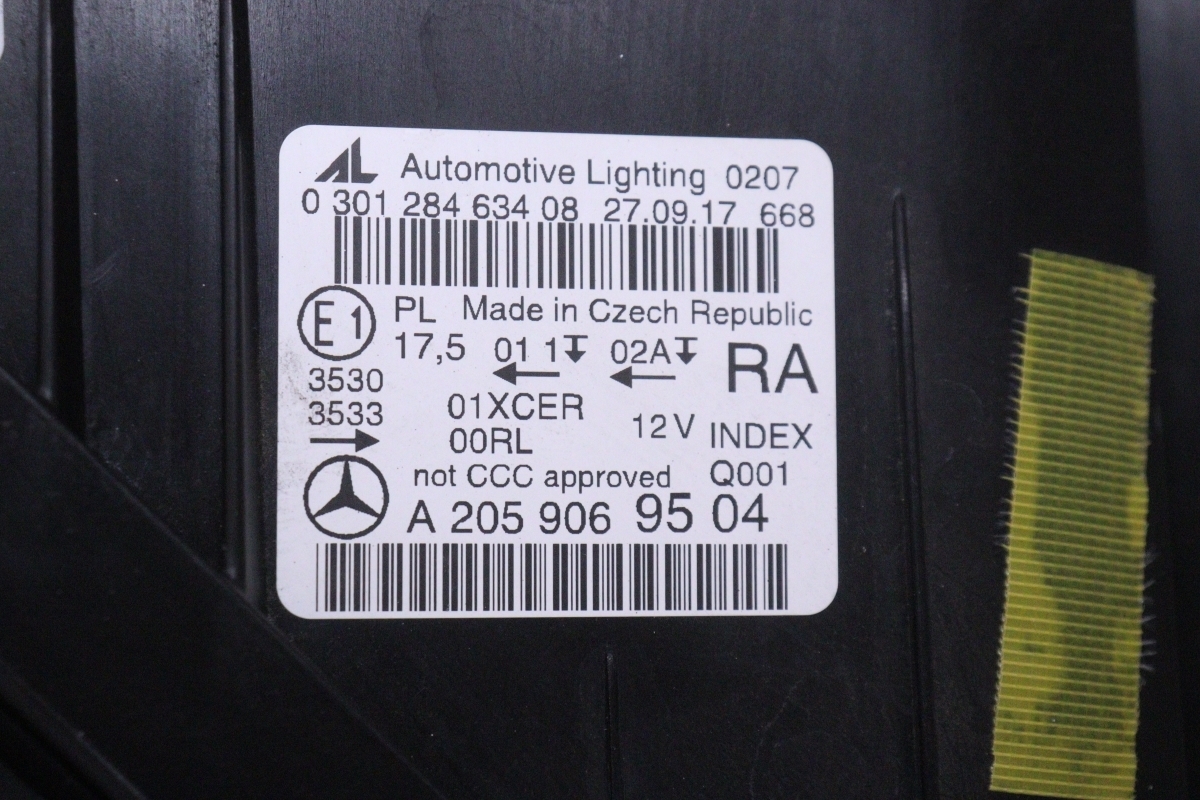 AL Automotive Lighting 0207
0 301 284 634 08 27.09.17 668
E1 PL Made in Czech Republic
17,5 01 1 02A RA
3530
3533 01XCER 12V INDEX
00RL
not CCC approved Q001
A 205 906 95 04